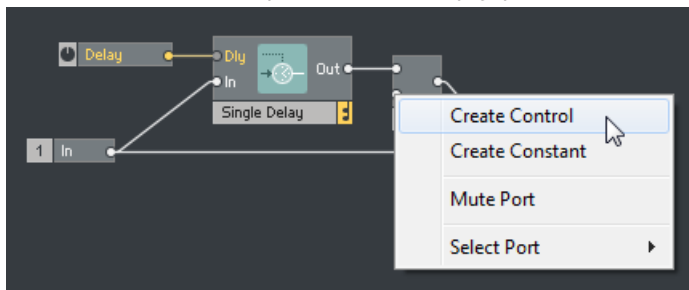 Delay
Dly
In
Out
Single Delay
1 In
Create Control
Create Constant
Mute Port
Select Port